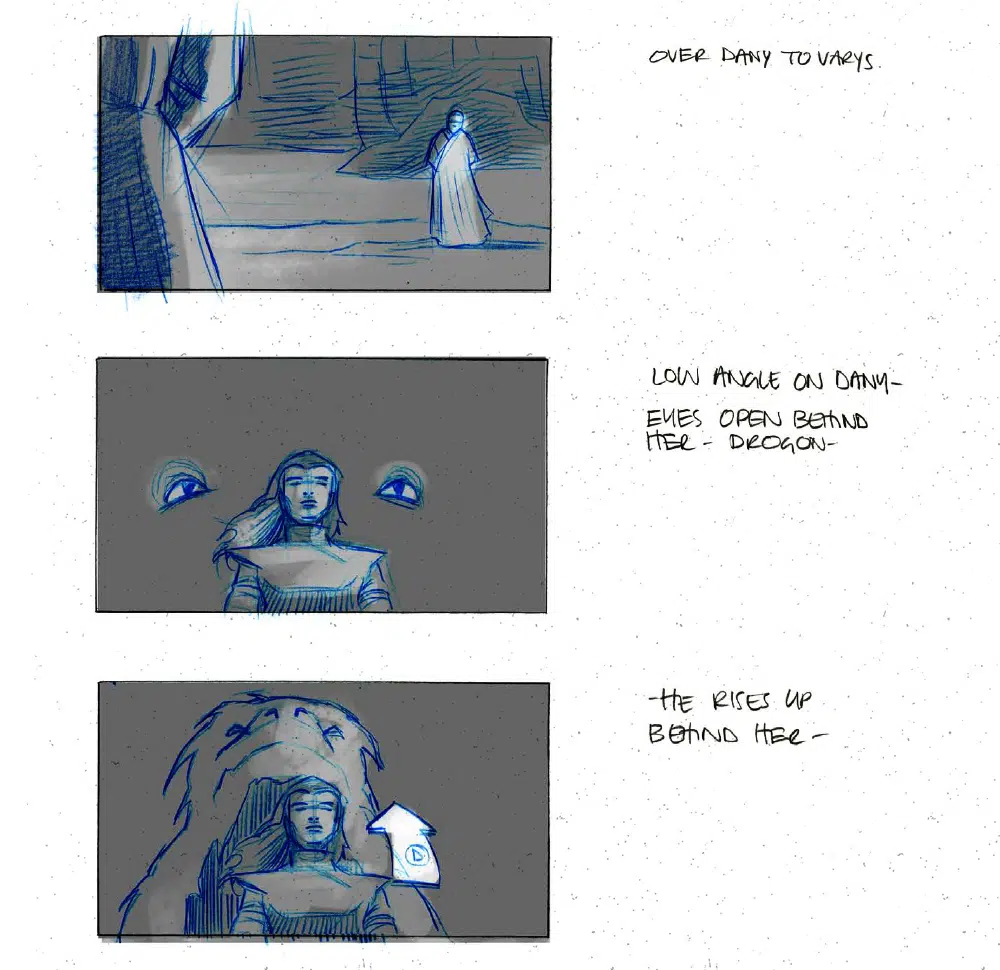 OVER DANY TO VARYS.
LOW ANGLE ON DANY-
EYES OPEN BEHIND
HER - DROGON-
-HE RISES UP
BEHIND HER -
D